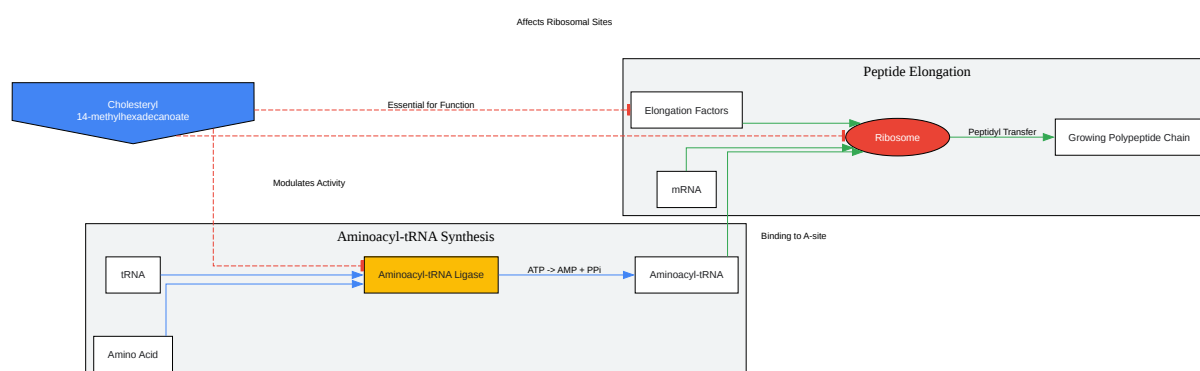 Affects Ribosomal Sites
Peptide Elongation
Cholesteryl
14-methylhexadecanoate
Essential for Function
Elongation Factors
Ribosome
Peptidyl Transfer
Growing Polypeptide Chain
Modulates Activity
mRNA
Aminoacyl-tRNA Synthesis
Binding to A-site
tRNA
Aminoacyl-tRNA Ligase
ATP -> AMP + PPi
Aminoacyl-tRNA
Amino Acid